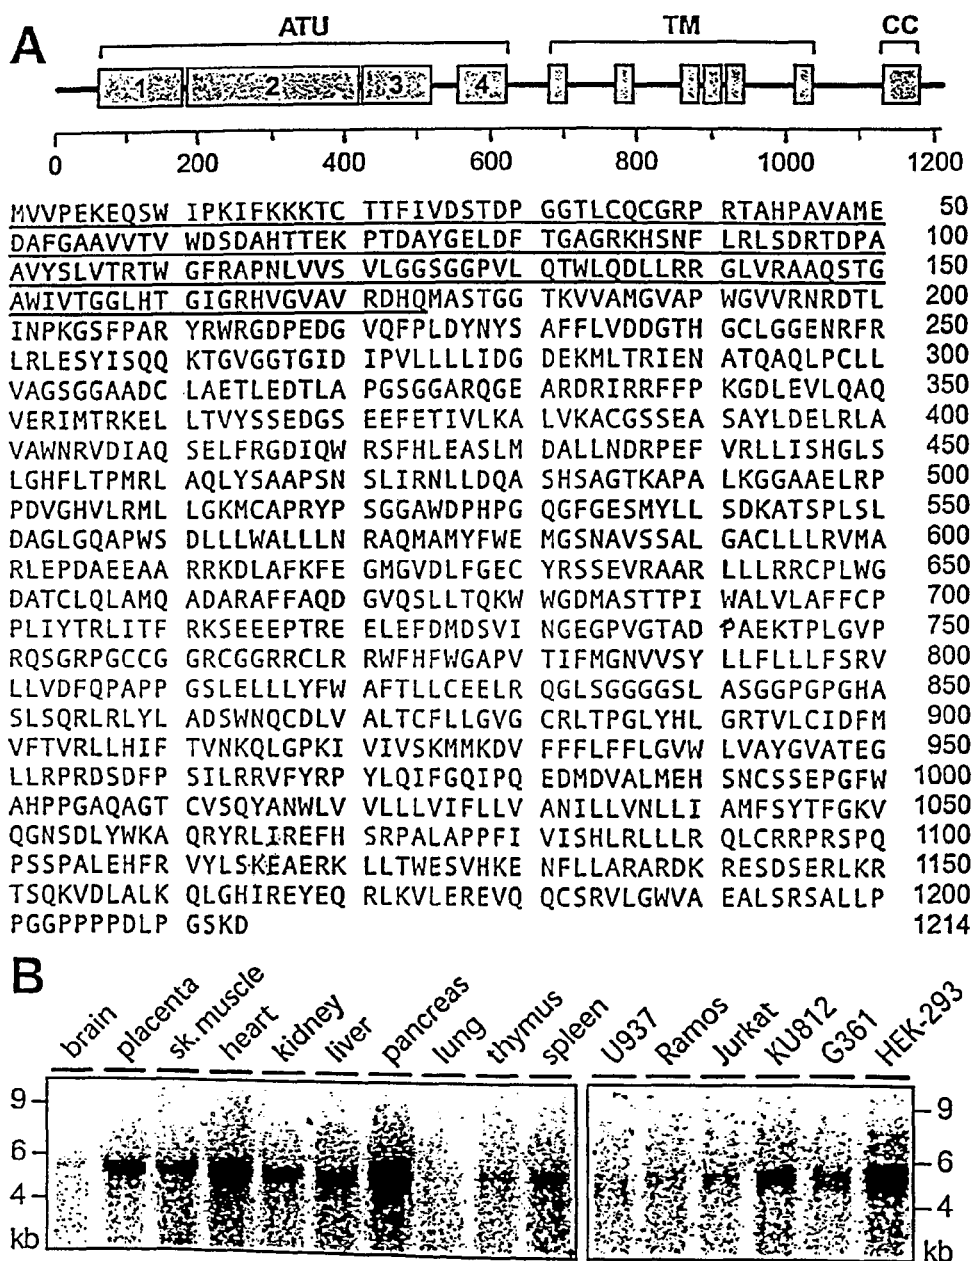 A
ATU TM CC
1 2 3 4
0 200 400 600 800 1000 1200
MVVPEKEQSW IPKIFKKKTC TTFIVDSTDP GGTLCQCGRP RTAHPAVAME 50
DAFGAAVVTV WDSDAHTTEK PTDAYGELDF TGAGRKHSNF LRLSDRTDPA 100
AVYSLVTRTW GFRAPNLVVS VLGGSGGPVL QTWLQDLLRR GLVRAAQSTG 150
AWIVTGGLHT GIGRHVGVAV RDHQMASTGG TKVVAMGVAP WGVVRNRDTL 200
INPKGSFPAR YRWRGDPEDG VQFPLDYNYS AFFLVDDGTH GCLGGENRFR 250
LRLESYISQQ KTGVGGTGID IPVLLLLIDG DEKMLTRIEN ATQAQLPCLL 300
VAGSGGAADC LAETLEDTLA PGSGGARQGE ARDRIRRFFP KGDLEVLQAQ 350
VERIMTRKEL LTVYSSEDGS EEFETIVLKA LVKACGSSEA SAYLDELRLA 400
VAWNRVDIAQ SELFRGDIQW RSFHLEASLM DALLNDRPEF VRLLISHGLS 450
LGHFLTPMRL AQLYSAAPSN SLIRNLLDQA SHSAGTKAPA LKGGAAELRP 500
PDVGHVLRML LGKMCAPRYP SGGAWDPHPG QGFGESMYLL SDKATSPLSL 550
DAGLGQAPWS DLLLWALLLN RAQMAMYFWE MGSNAVSSAL GACLLLRVMA 600
RLEPDAEEAA RRKDLAFKFE GMGVDLFGEC YRSSEVRAAR LLLRRCPLWG 650
DATCLQLAMQ ADARAFFAQD GVQSLLTQKW WGDMASTTPI WALVLAFFCP 700
PLIYTRLITF RKSEEEPTRE ELEFDMDSVI NGEGPVGTAD PAEKTPLGVP 750
RQSGRPGCCG GRCGGRRCLR RWFHFWGAPV TIFMGNVVSY LLFLLLFSRV 800
LLVDFQPAPP GSLELLLYFW AFTLLCEELR QGLSGGGGSL ASGGPGPGHA 850
SLSQRLRLYL ADSWNQCDLV ALTCFLLGVG CRLTPGLYHL GRTVLCIDFM 900
VFTVRLLHIF TVNKQLGPKI VIVSKMMKDV FFFLFFLGVW LVAYGVATEG 950
LLRPRDSDFP SILRRVFYRP YLQIFGQIPQ EDMDVALMEH SNCSSEPGFW 1000
AHPPGAQAGT CVSQYANWLV VLLLVIFLLV ANILLVNLLI AMFSYTFGKV 1050
QGNSDLYWKA QRYRLIREFH SRPALAPPFI VISHLRLLLR QLCRRPRSPQ 1100
PSSPALEHFR VYLSKEAERK LLTWESVHKE NFLLARARDK RESDSERLKR 1150
TSQKVDLALK QLGHIREYEQ RLKVLEREVQ QCSRVLGWVA EALSRSALLP 1200
PGGPPPPDLP GSKD 1214
B
brain placenta sk.muscle heart kidney liver pancreas lung thymus spleen U937 Ramos Jurkat KU812 G361 HEK-293
9 9
6 6
4 4
kb kb